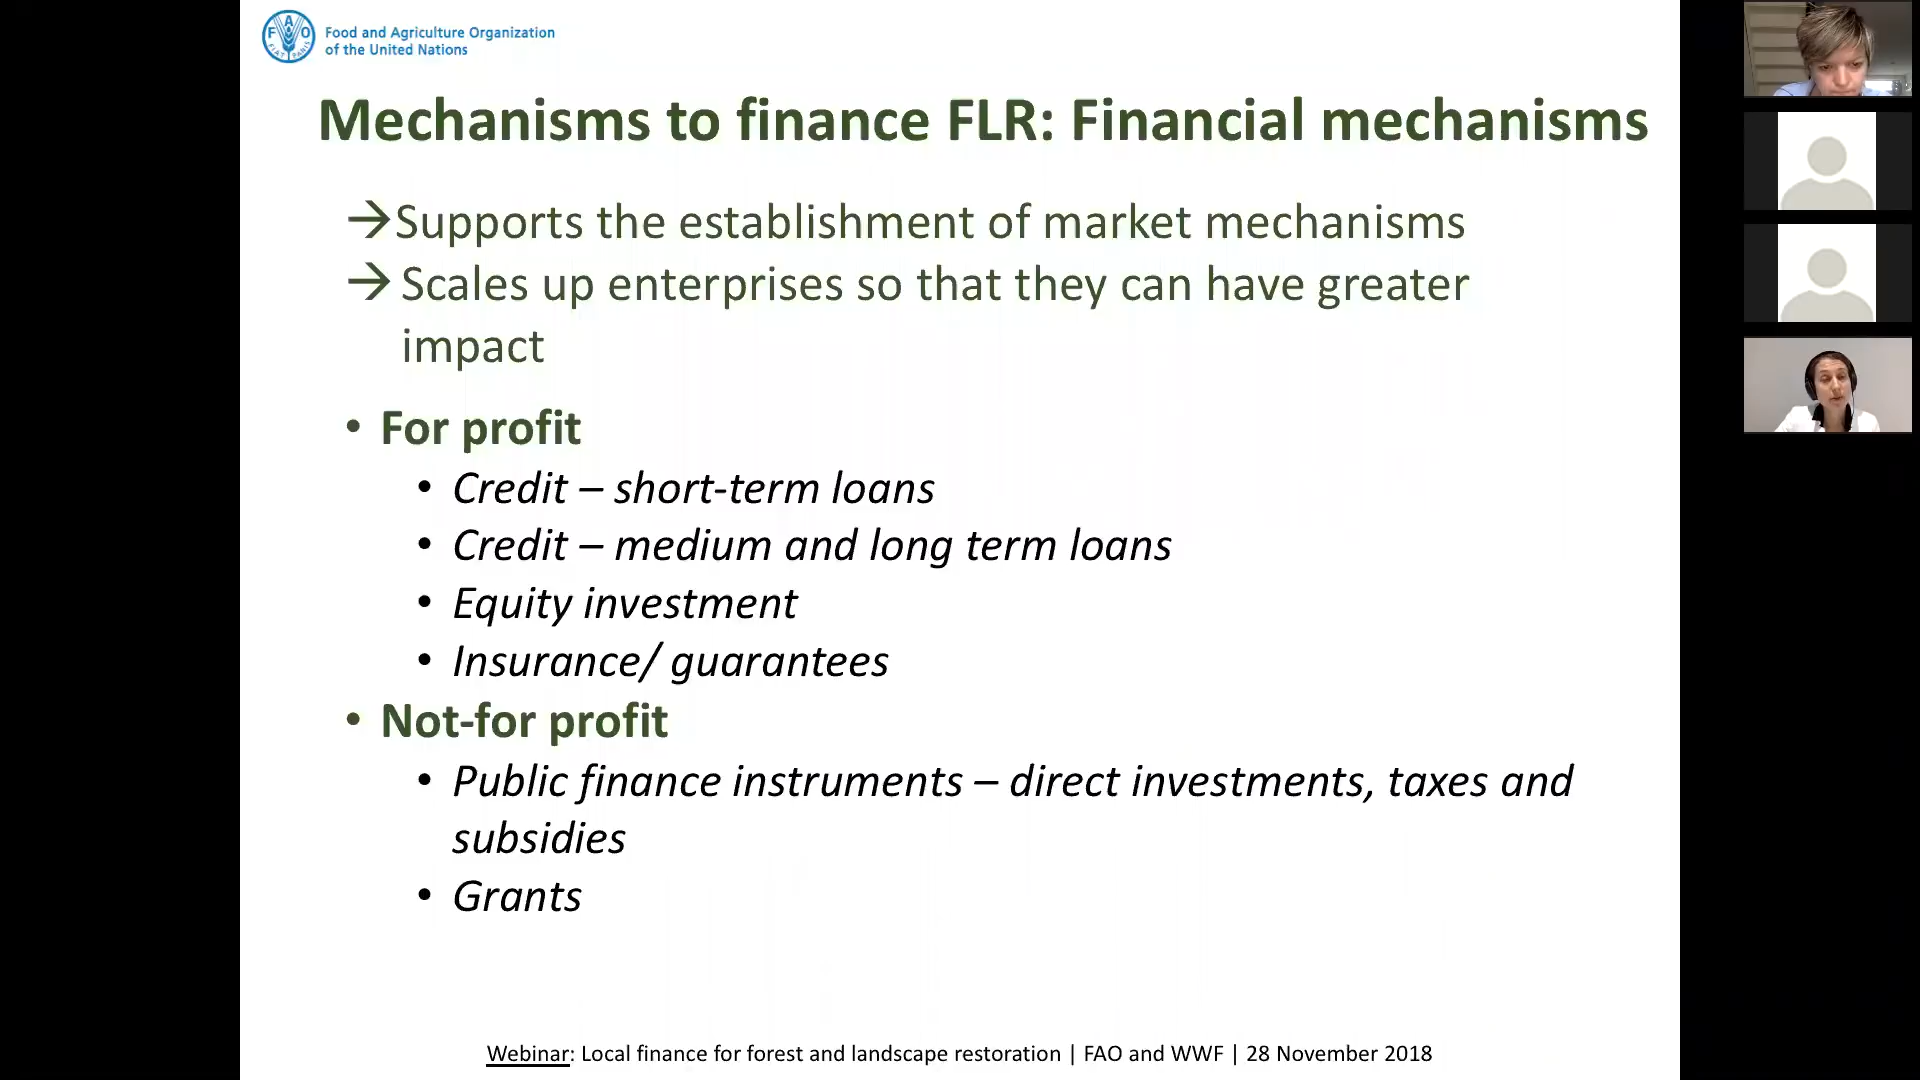 FAO
FIAT PANIS
Food and Agriculture Organization
of the United Nations
Mechanisms to finance FLR: Financial mechanisms
→Supports the establishment of market mechanisms
→ Scales up enterprises so that they can have greater
impact
• For profit
• Credit – short-term loans
• Credit – medium and long term loans
• Equity investment
• Insurance/ guarantees
• Not-for profit
• Public finance instruments – direct investments, taxes and
subsidies
• Grants
Webinar: Local finance for forest and landscape restoration | FAO and WWF | 28 November 2018